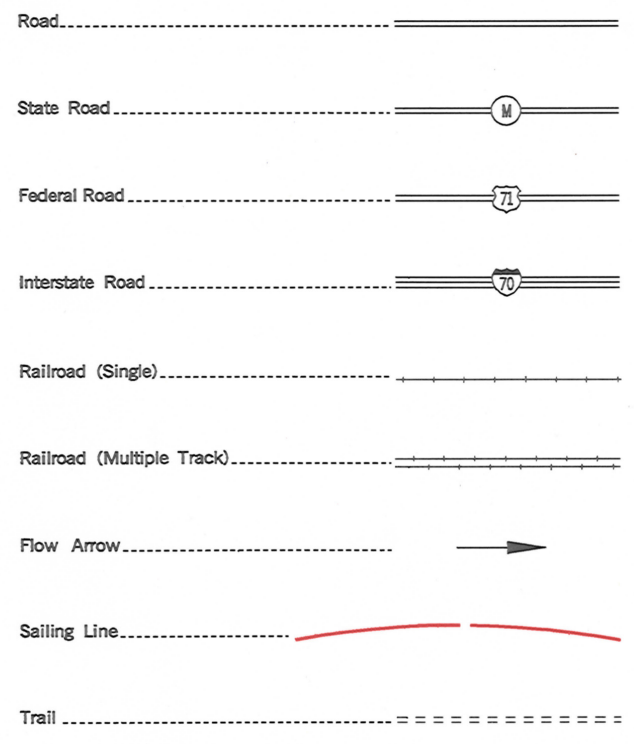 Road
State Road M
Federal Road 71
Interstate Road 70
Railroad (Single)
Railroad (Multiple Track)
Flow Arrow
Sailing Line
Trail